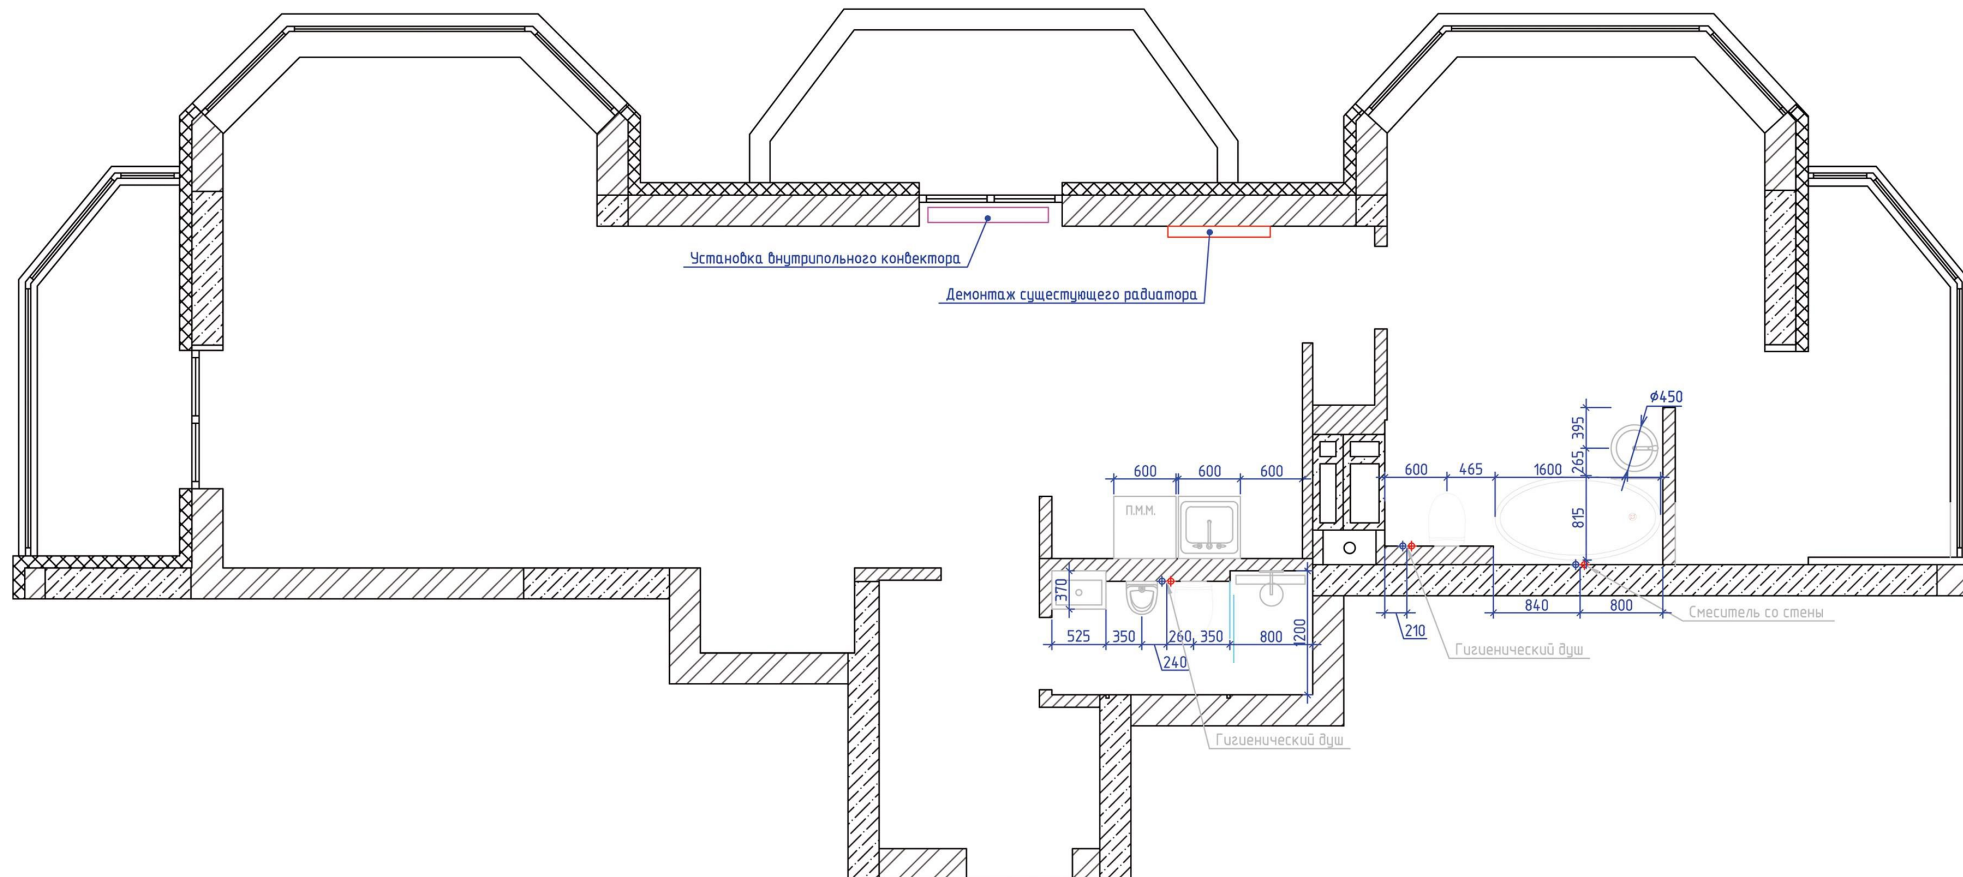 Установка внутрипольного конвектора
Демонтаж сущестующего радиатора
ø450
395
265
600
600
600
600
465
1600
П.М.М.
815
370
525
350
260
350
800
1200
240
210
840
800
Смеситель со стены
Гигиенический душ
Гигиенический душ